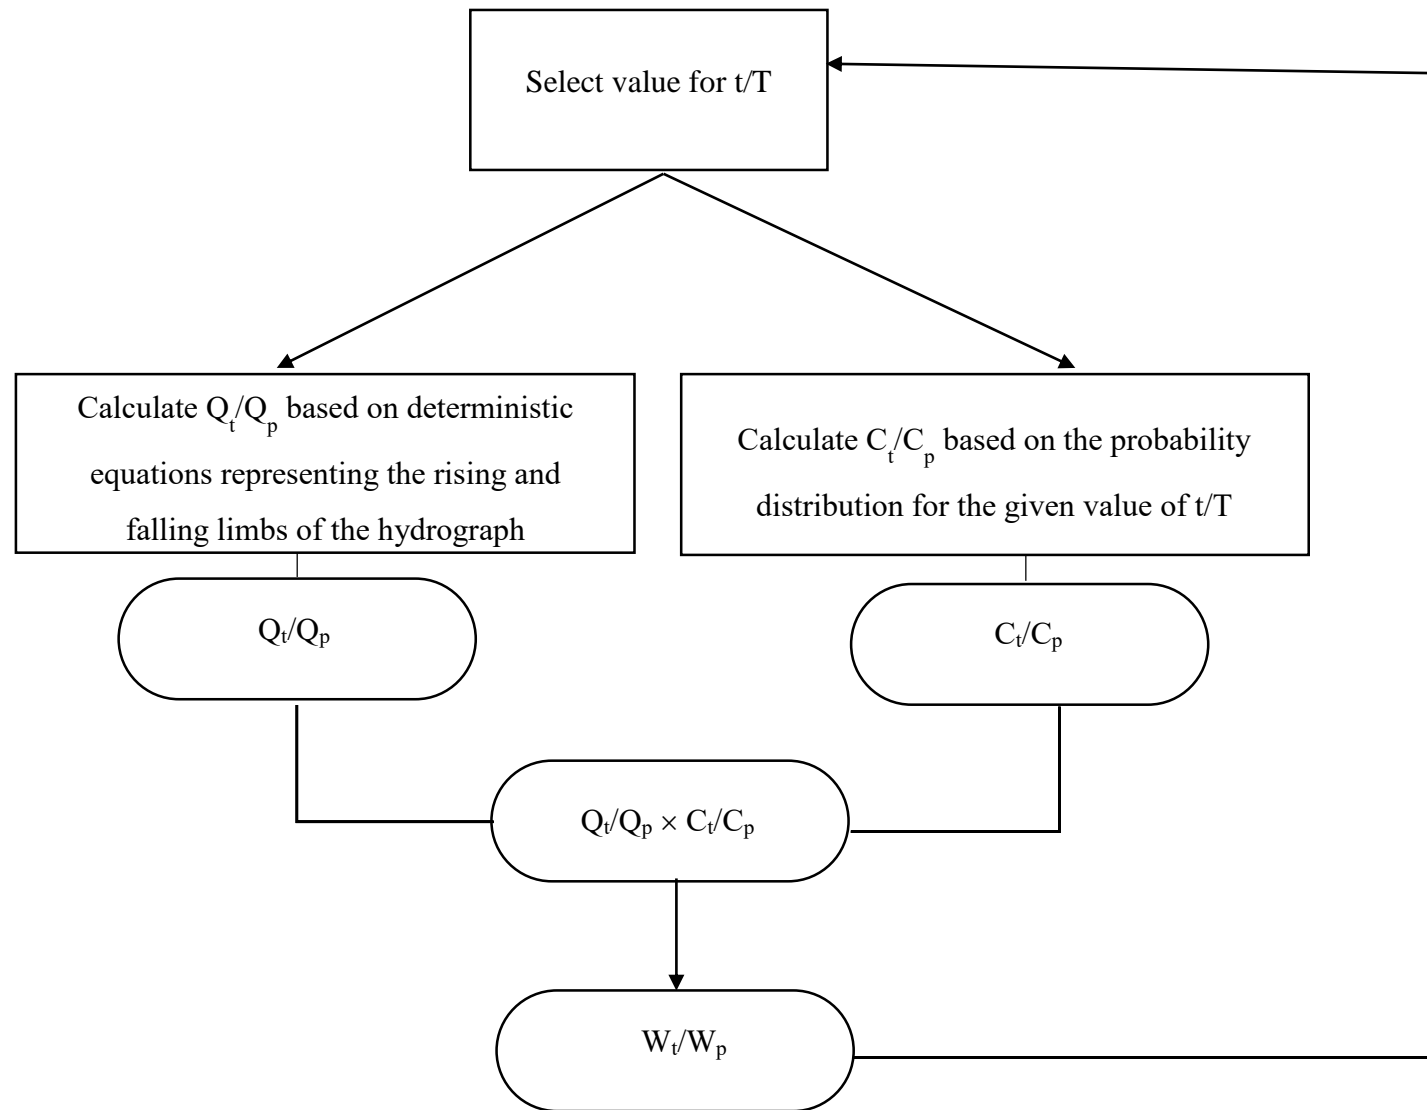 Select value for t/T
Calculate Qt/Qp based on deterministic
equations representing the rising and
falling limbs of the hydrograph
Calculate Ct/Cp based on the probability
distribution for the given value of t/T
Qt/Qp
Ct/Cp
Qt/Qp × Ct/Cp
Wt/Wp